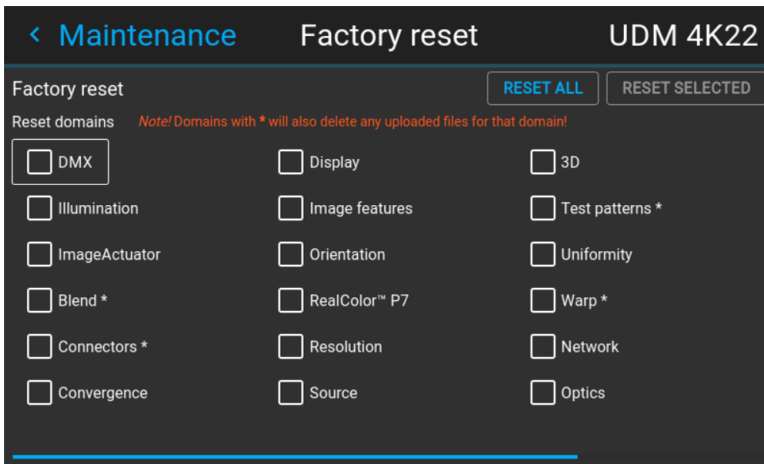 < Maintenance Factory reset UDM 4K22
Factory reset RESET ALL RESET SELECTED
Reset domains Note! Domains with * will also delete any uploaded files for that domain!
DMX Display 3D
Illumination Image features Test patterns *
ImageActuator Orientation Uniformity
Blend * RealColor™ P7 Warp *
Connectors * Resolution Network
Convergence Source Optics